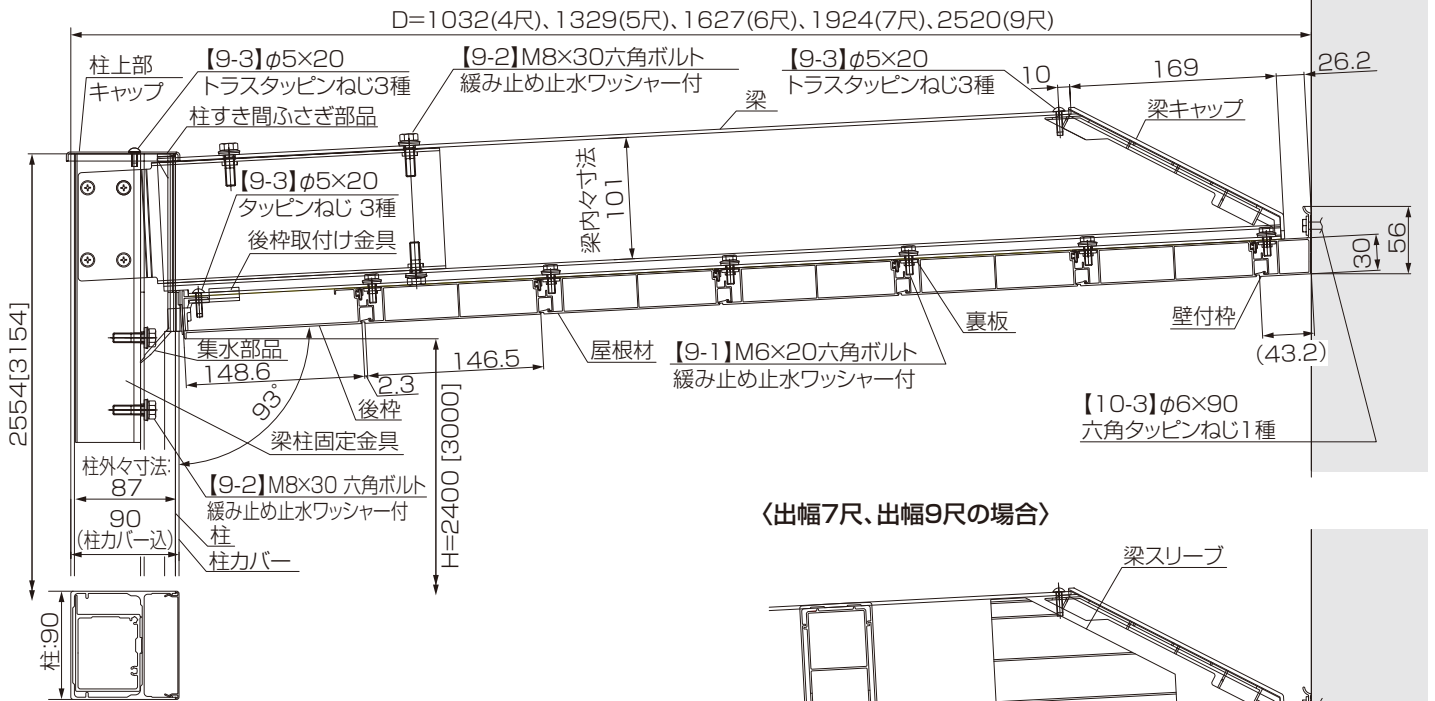 D=1032(4尺)、1329(5尺)、1627(6尺)、1924(7尺)、2520(9尺)
柱上部
キャップ
【9-3】φ5×20
トラスタッピンねじ3種
柱すき間ふさぎ部品
【9-2】M8×30六角ボルト
緩み止め止水ワッシャー付
梁
【9-3】φ5×20
トラスタッピンねじ3種
10
169
26.2
梁キャップ
【9-3】φ5×20
タッピンねじ 3種
後枠取付け金具
梁内々寸法
101
30
56
2554[3154]
集水部品
148.6
2.3
146.5
93°
後枠
梁柱固定金具
屋根材
【9-1】M6×20六角ボルト
緩み止め止水ワッシャー付
裏板
壁付枠
(43.2)
【10-3】φ6×90
六角タッピンねじ1種
柱外々寸法:
87
90
(柱カバー込)
【9-2】M8×30 六角ボルト
緩み止め止水ワッシャー付
柱
柱カバー
H=2400 [3000]
〈出幅7尺、出幅9尺の場合〉
梁スリーブ
柱:90